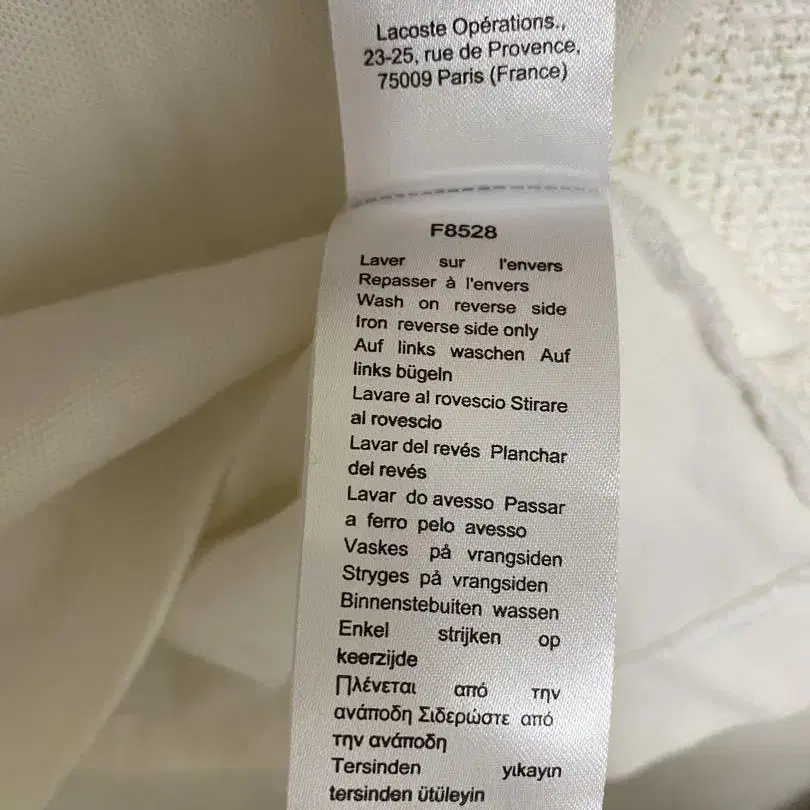 Lacoste Opérations.,
23-25, rue de Provence,
75009 Paris (France)
F8528
Laver sur l'envers
Repasser à l'envers
Wash on reverse side
Iron reverse side only
Auf links waschen Auf
links bügeln
Lavare al rovescio Stirare
al rovescio
Lavar del revés Planchar
del revés
Lavar do avesso Passar
a ferro pelo avesso
Vaskes på vrangsiden
Stryges på vrangsiden
Binnenstebuiten wassen
Enkel strijken op
keerzijde
Πλένεται από την
ανάποδη Σιδερώστε από
την ανάποδη
Tersinden yıkayın
tersinden ütüleyin